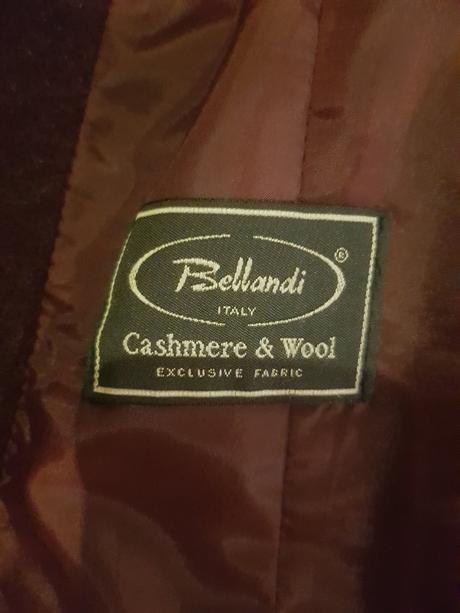 Bellandi ®
ITALY
Cashmere & Wool
EXCLUSIVE FABRIC